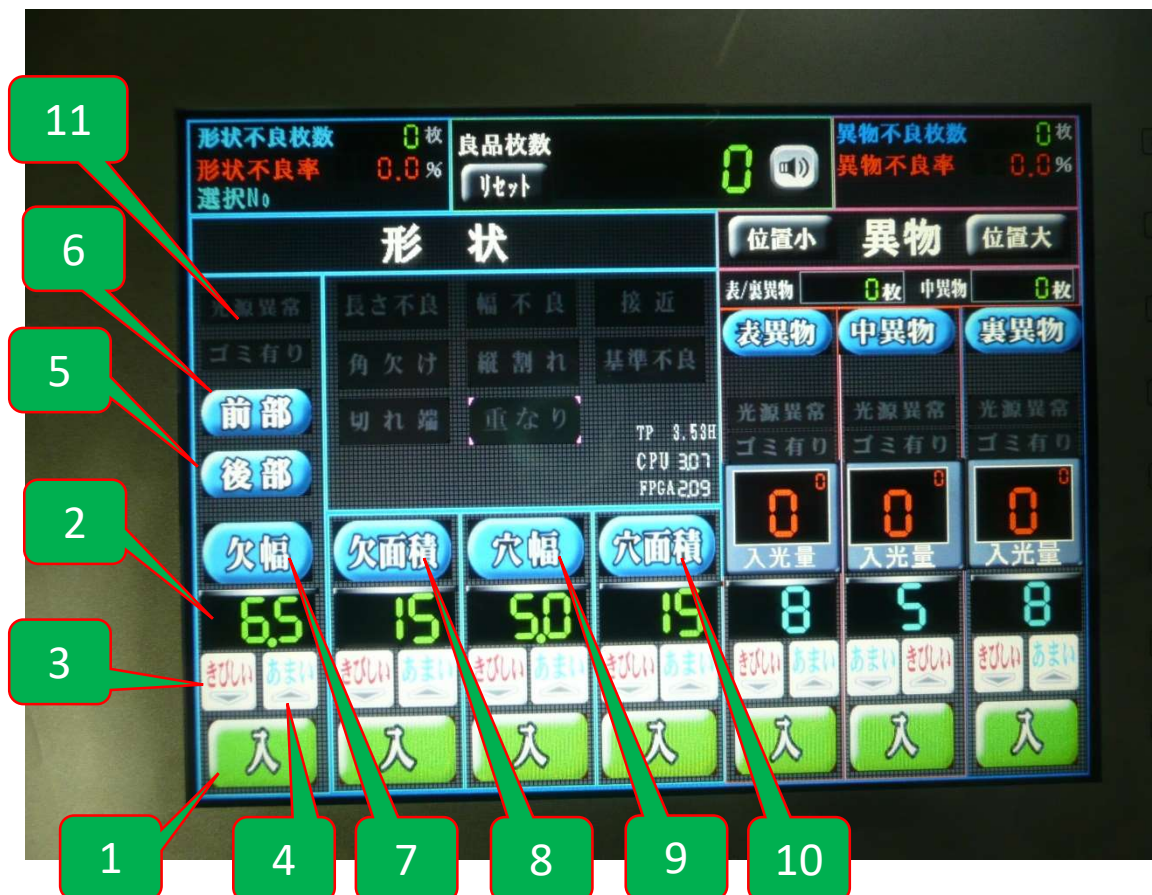 11
6
5
2
3
1
4
7
8
9
10
形状不良枚数 0枚
形状不良率 0.0%
選択No
良品枚数
リセット
0
異物不良枚数 0枚
異物不良率 0.0%
形 状
位置小 異物 位置大
表/裏異物 0枚 中異物 0枚
光源異常 長さ不良 幅不良 接近
ゴミ有り 角欠け 縦割れ 基準不良
前部 切れ端 重なり
後部
TP 3.53H
CPU 3.07
FPGA 2.09
表異物 中異物 裏異物
光源異常 光源異常 光源異常
ゴミ有り ゴミ有り ゴミ有り
0 0 0 0 0 0
入光量 入光量 入光量
欠幅 欠面積 穴幅 穴面積
6.5 15 5.0 15 8 5 8
きびしい あまい きびしい あまい きびしい あまい きびしい あまい きびしい あまい あまい きびしい きびしい あまい
入 入 入 入 入 入 入